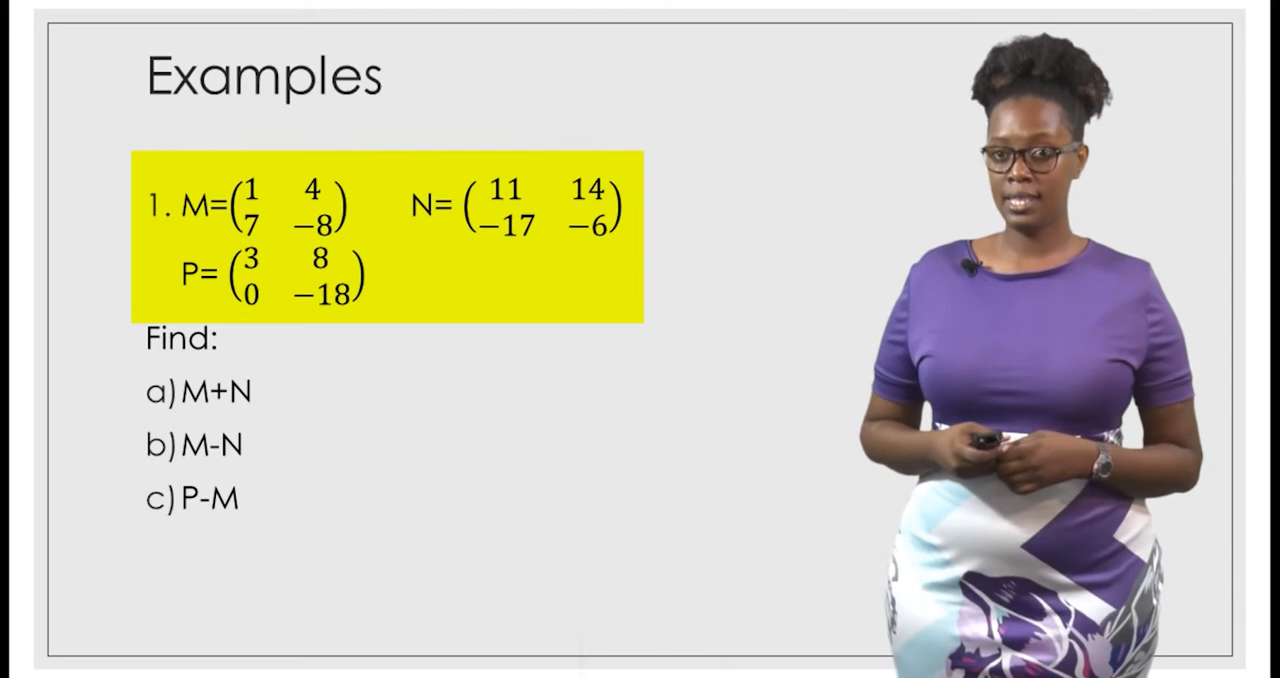 Examples
1. M=(1 4 7 −8) N= (11 14 −17 −6)
P= (3 8 0 −18)
Find:
a) M+N
b) M-N
c) P-M